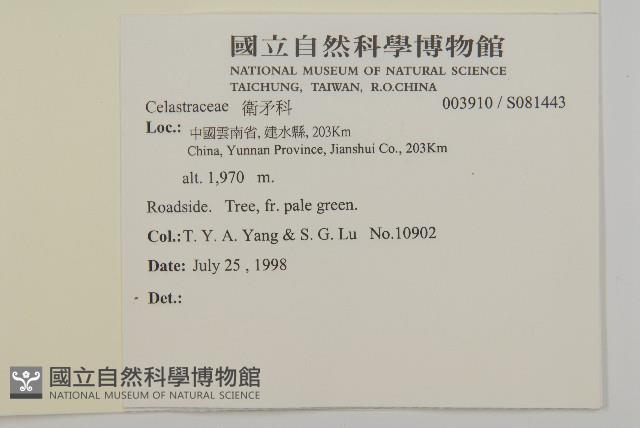 國立自然科學博物館
NATIONAL MUSEUM OF NATURAL SCIENCE
TAICHUNG, TAIWAN, R.O.CHINA
Celastraceae 衛矛科 003910 / S081443
Loc.: 中國雲南省, 建水縣, 203Km
China, Yunnan Province, Jianshui Co., 203Km
alt. 1,970 m.
Roadside. Tree, fr. pale green.
Col.: T. Y. A. Yang & S. G. Lu No.10902
Date: July 25 , 1998
Det.:
國立自然科學博物館
NATIONAL MUSEUM OF NATURAL SCIENCE